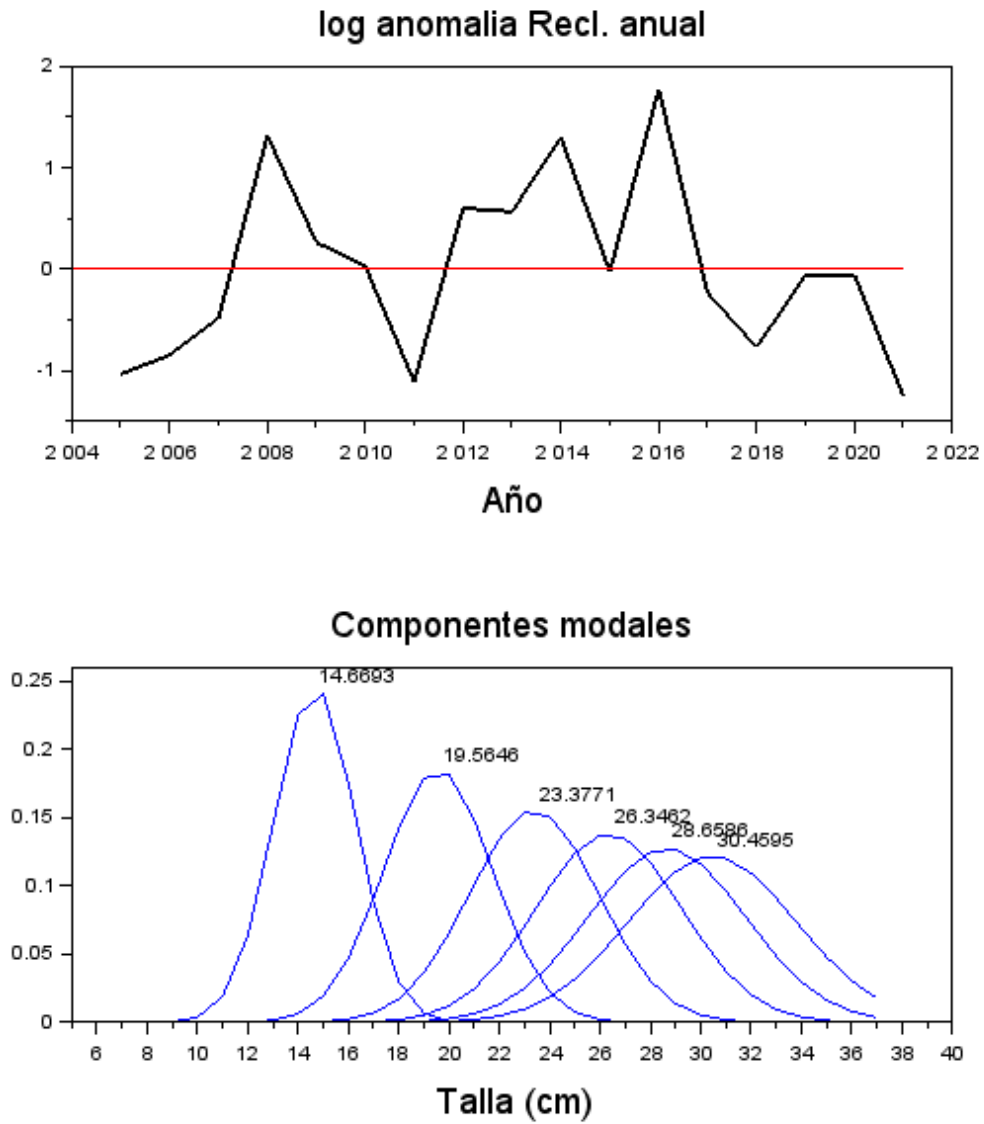 log anomalia Recl. anual
2
1
0
-1
2 004 2 006 2 008 2 010 2 012 2 014 2 016 2 018 2 020 2 022
Año
Componentes modales
0.25
0.2
0.15
0.1
0.05
0
14.6693
19.5646
23.3771
26.3462
28.6586
30.4595
6 8 10 12 14 16 18 20 22 24 26 28 30 32 34 36 38 40
Talla (cm)